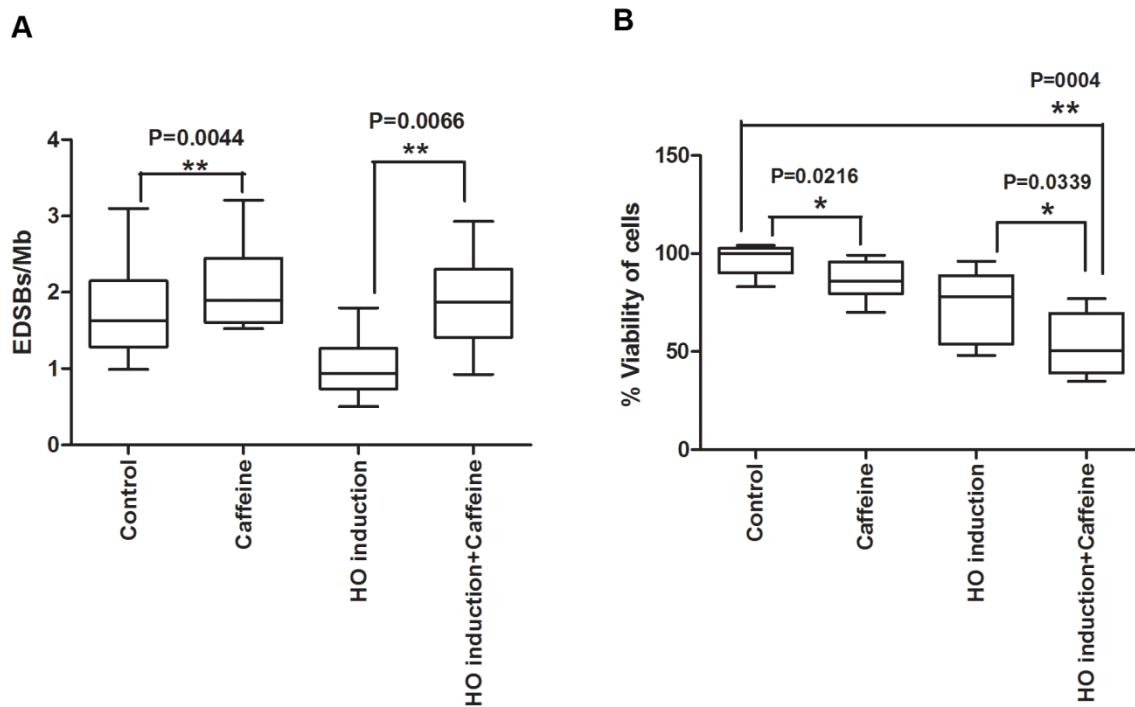 A
P=0.0044
**
P=0.0066
**
EDSBs/Mb
4
3
2
1
0
Control
Caffeine
HO induction
HO induction+Caffeine
B
P=0004
**
P=0.0216
*
P=0.0339
*
% Viability of cells
150
100
50
0
Control
Caffeine
HO induction
HO induction+Caffeine